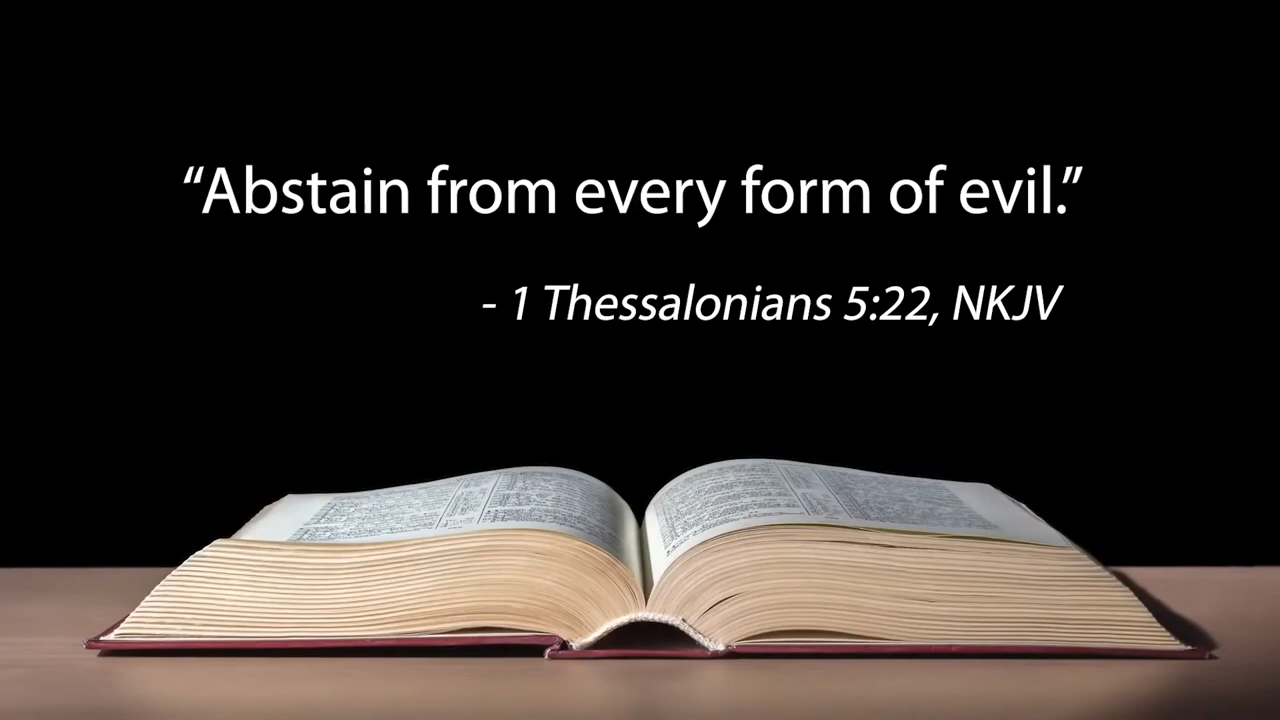 “Abstain from every form of evil.”
- 1 Thessalonians 5:22, NKJV